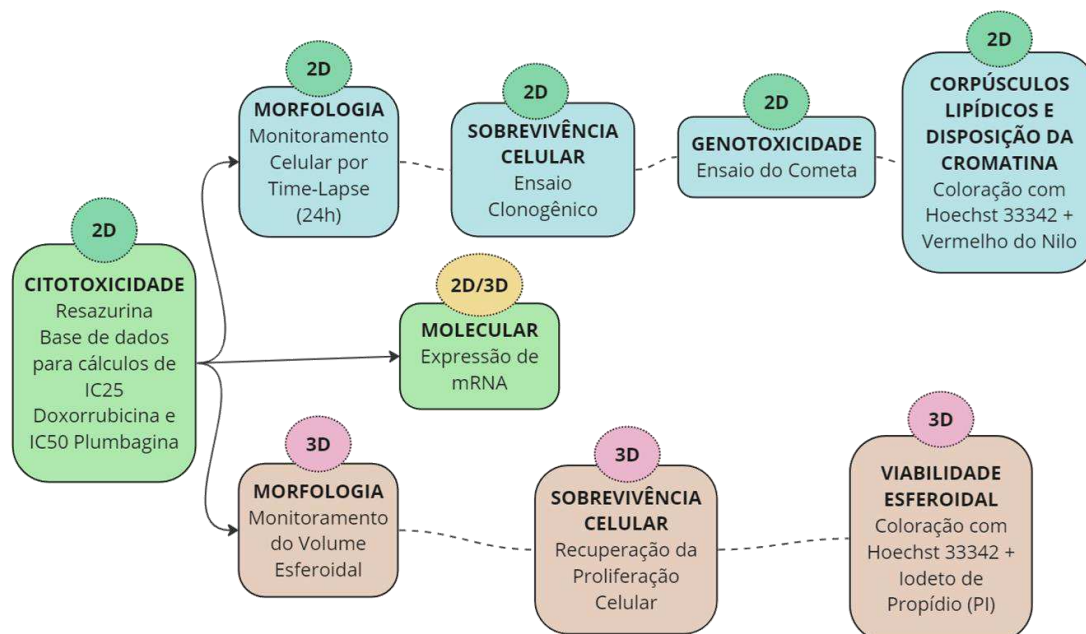 2D
CITOTOXICIDADE
Resazurina
Base de dados
para cálculos de
IC25
Doxorrubicina e
IC50 Plumbagina
2D
MORFOLOGIA
Monitoramento
Celular por
Time-Lapse
(24h)
2D
SOBREVIVÊNCIA
CELULAR
Ensaio
Clonogênico
2D
GENOTOXICIDADE
Ensaio do Cometa
2D
CORPÚSCULOS
LIPÍDICOS E
DISPOSIÇÃO DA
CROMATINA
Coloração com
Hoechst 33342 +
Vermelho do Nilo
2D/3D
MOLECULAR
Expressão de
mRNA
3D
MORFOLOGIA
Monitoramento
do Volume
Esferoidal
3D
SOBREVIVÊNCIA
CELULAR
Recuperação da
Proliferação
Celular
3D
VIABILIDADE
ESFEROIDAL
Coloração com
Hoechst 33342 +
Iodeto de
Propídio (PI)